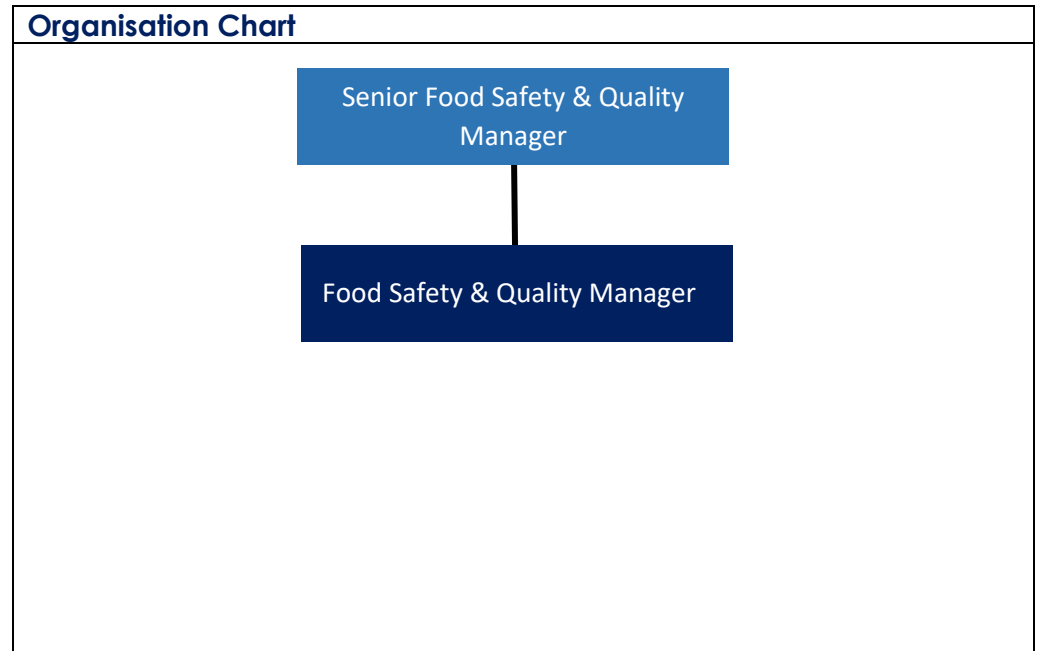 Organisation Chart
Senior Food Safety & Quality
Manager
Food Safety & Quality Manager